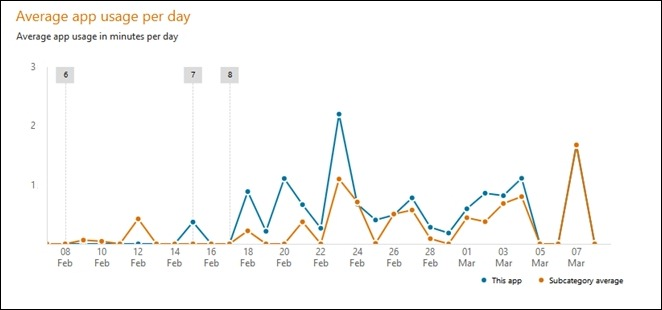 Average app usage per day
Average app usage in minutes per day
3
6
7
8
2
1
08 10 12 14 16 18 20 22 24 26 28 01 03 05 07
Feb Feb Feb Feb Feb Feb Feb Feb Feb Feb Feb Mar Mar Mar Mar
This app
Subcategory average